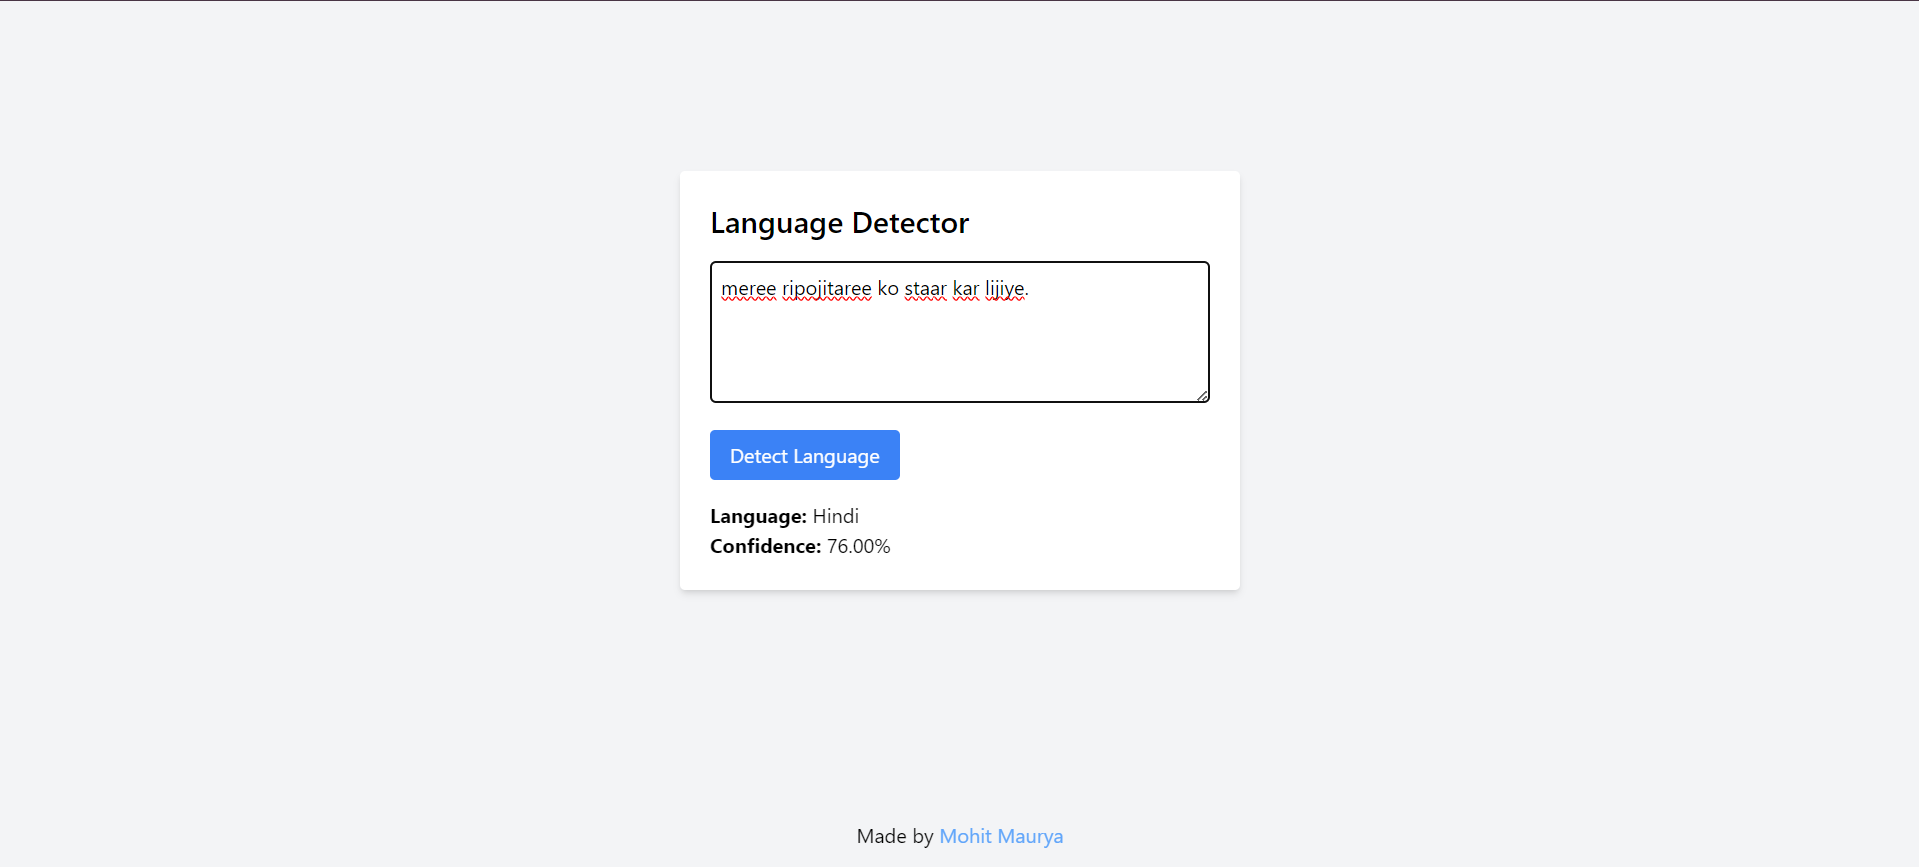 Language Detector
meree ripojitaree ko staar kar lijiye.
Detect Language
Language: Hindi
Confidence: 76.00%
Made by Mohit Maurya